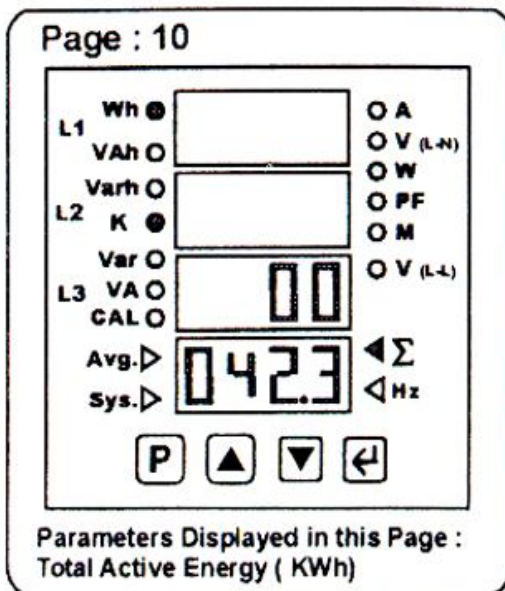 Page : 10
L1
Wh
VAh
A
V (L-N)
W
L2
Varh
K
PF
M
L3
Var
VA
CAL
00
V (L-L)
Avg.
Sys.
042.3
Σ
Hz
P
Parameters Displayed in this Page :
Total Active Energy ( KWh)